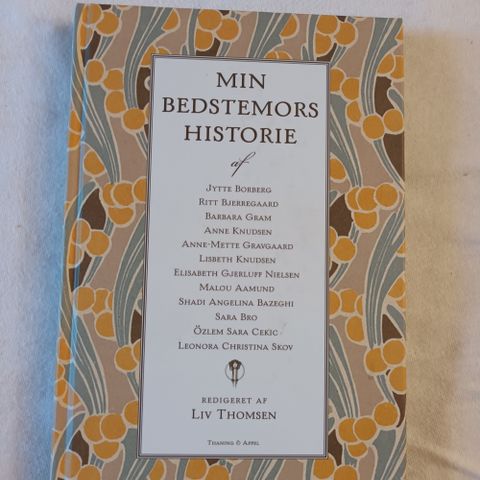 MIN
BEDSTEMORS
HISTORIE
af
JYTTE BORBERG
RITT BJERREGAARD
BARBARA GRAM
ANNE KNUDSEN
ANNE-METTE GRAVGAARD
LISBETH KNUDSEN
ELISABETH GJERLUFF NIELSEN
MALOU AAMUND
SHADI ANGELINA BAZEGHI
SARA BRO
ÖZLEM SARA CEKIC
LEONORA CHRISTINA SKOV
REDIGERET AF
LIV THOMSEN
THANING & APPEL